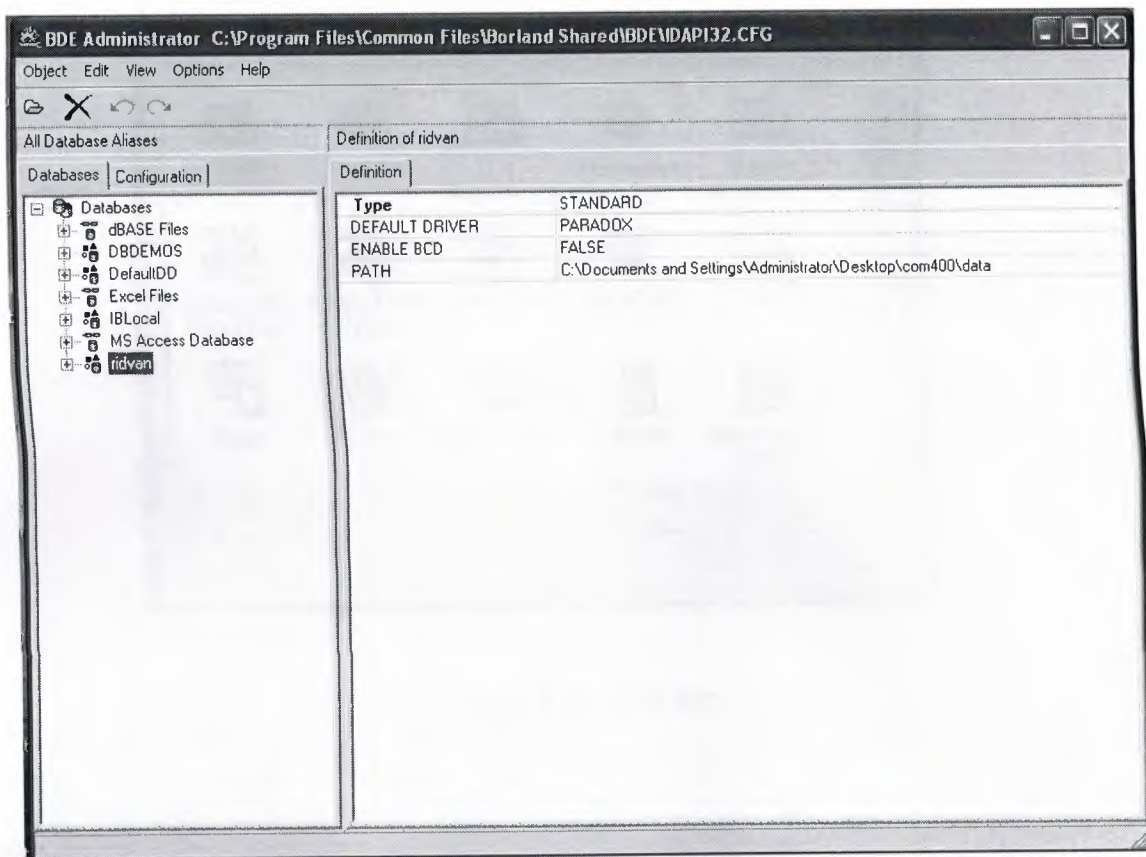 BDE Administrator C:\Program Files\Common Files\Borland Shared\BDE\IDAPI32.CFG
Object Edit View Options Help
All Database Aliases
Definition of ridvan
Databases Configuration
Definition
Databases
dBASE Files
DBDEMOS
DefaultDD
Excel Files
IBLocal
MS Access Database
ridvan
Type STANDARD
DEFAULT DRIVER PARADOX
ENABLE BCD FALSE
PATH C:\Documents and Settings\Administrator\Desktop\com400\data